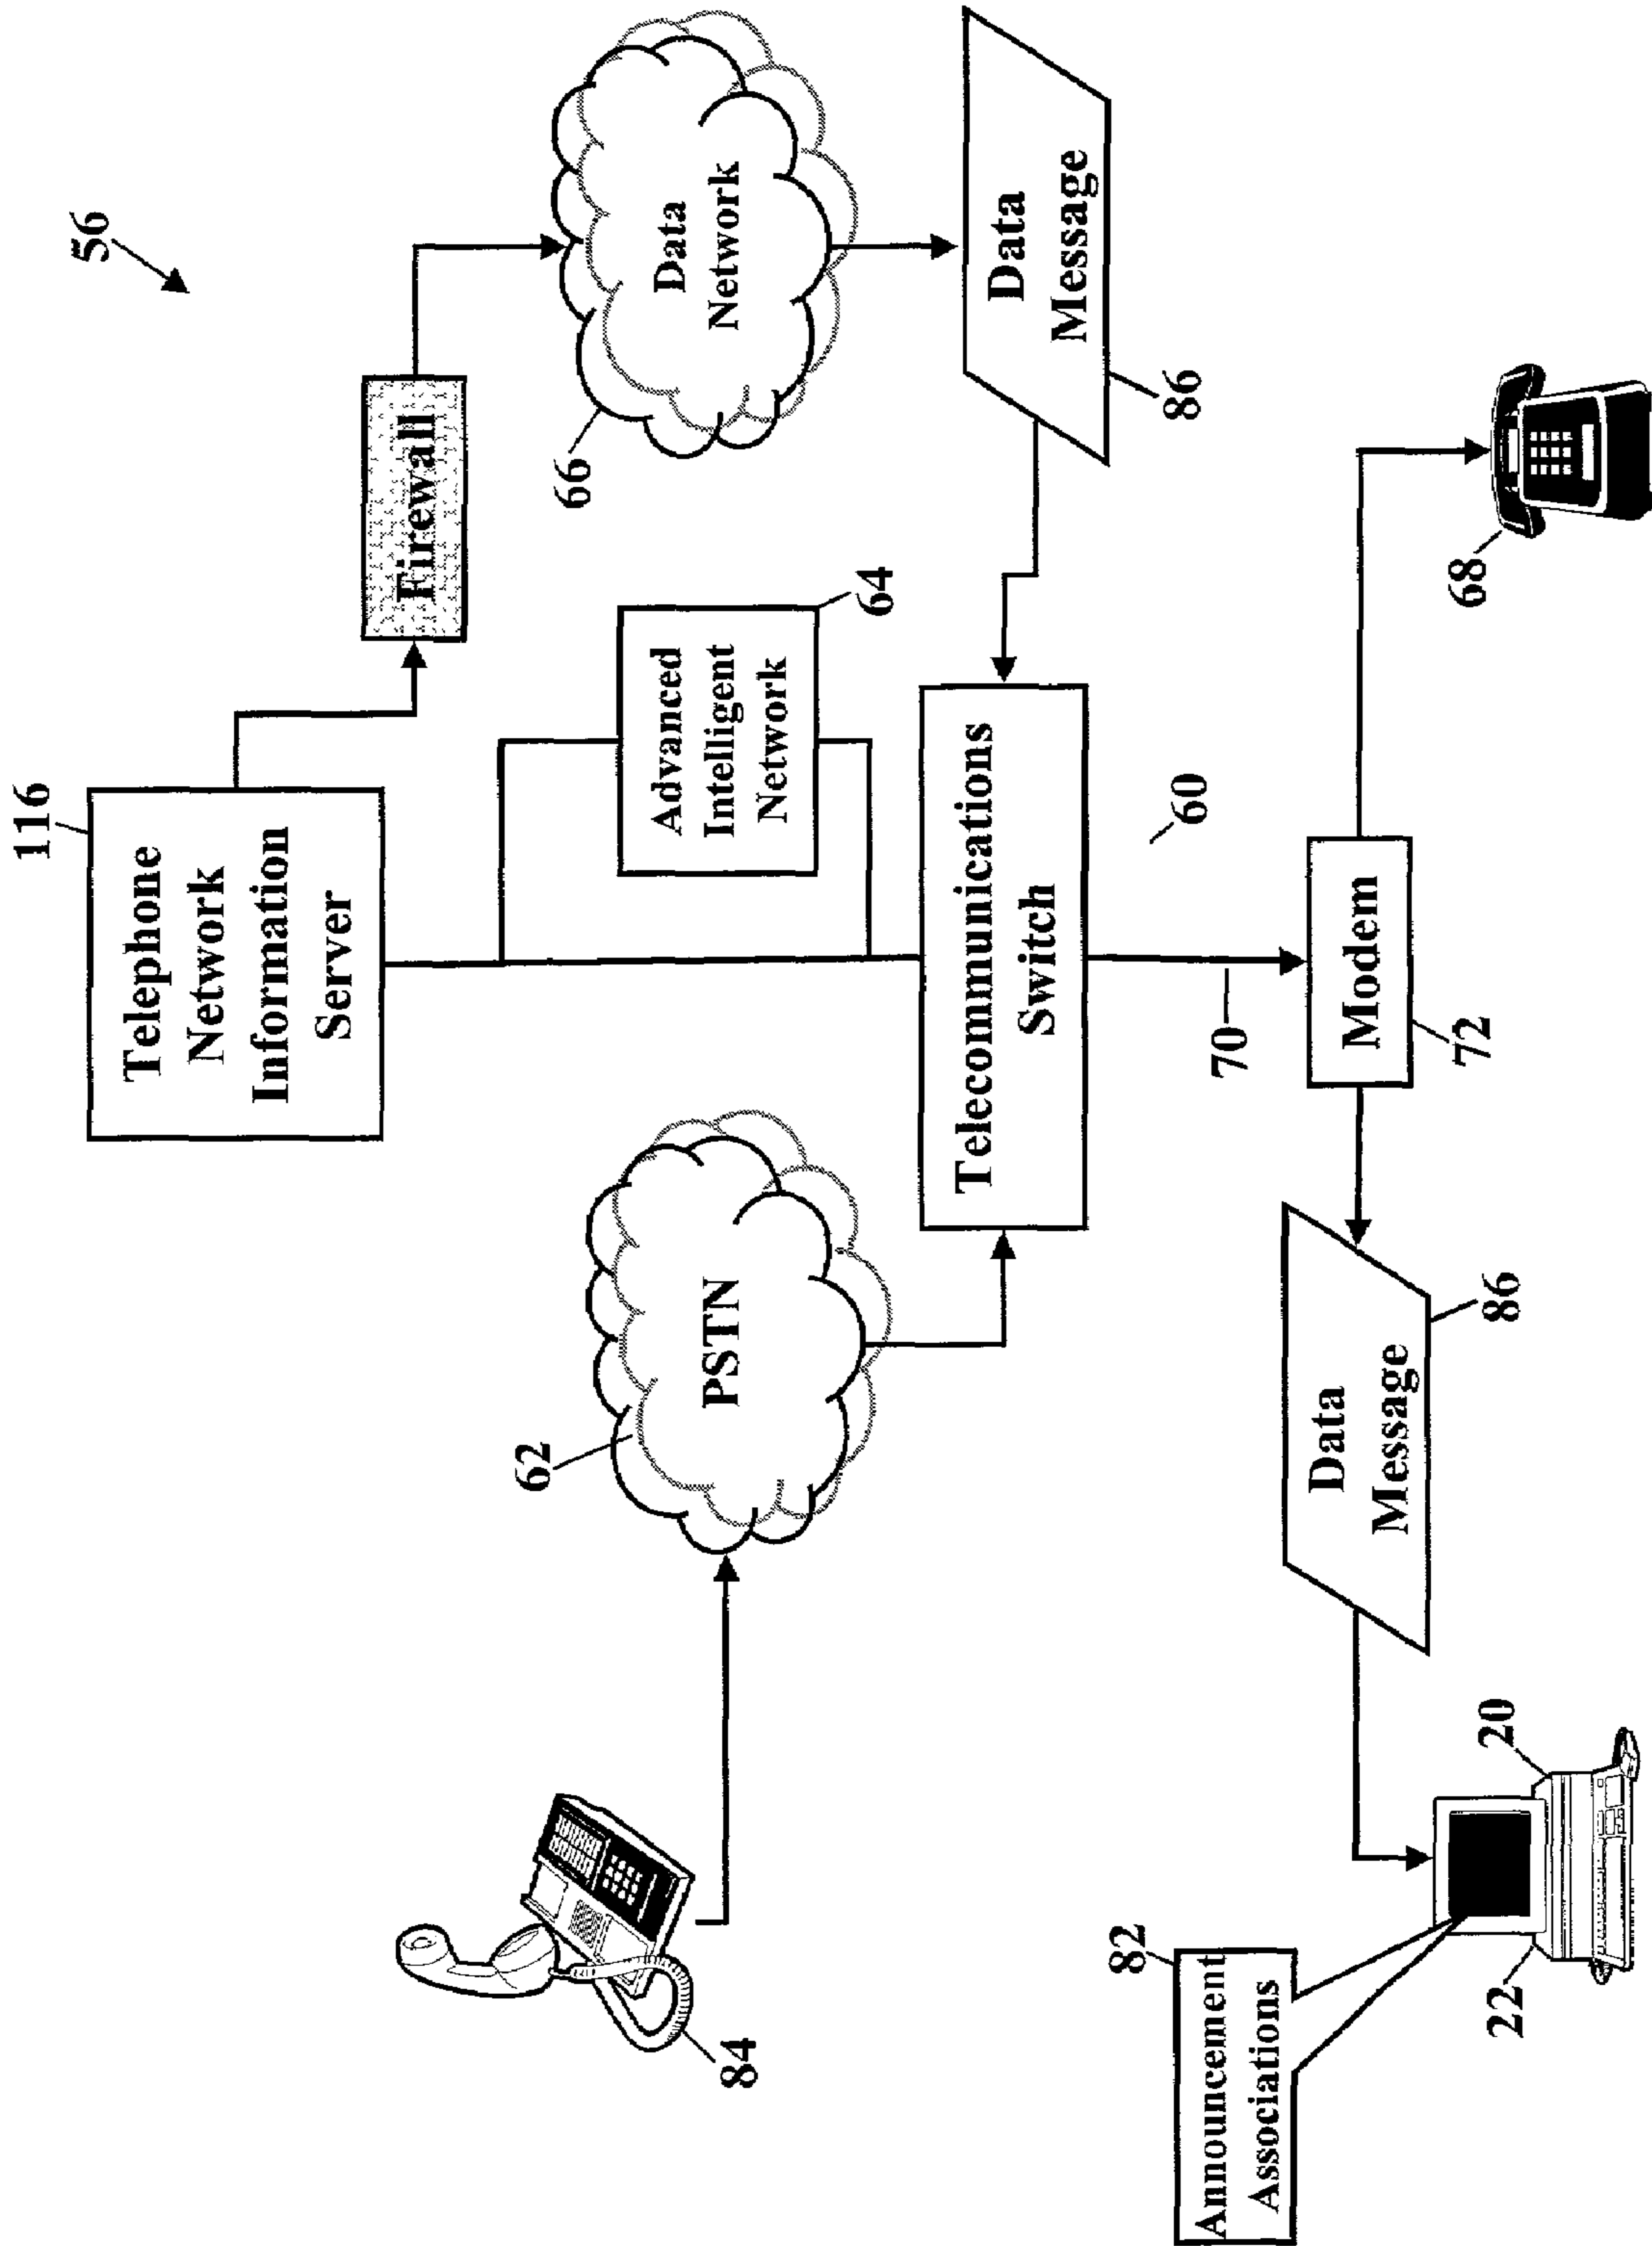 56
116
Telephone
Network
Information
Server
Firewall
66
Data
Network
64
Advanced
Intelligent
Network
84
62
PSTN
Telecommunications
Switch
60
Data
Message
86
70
Modem
72
68
Data
Message
86
82
Announcement
Associations
22
20